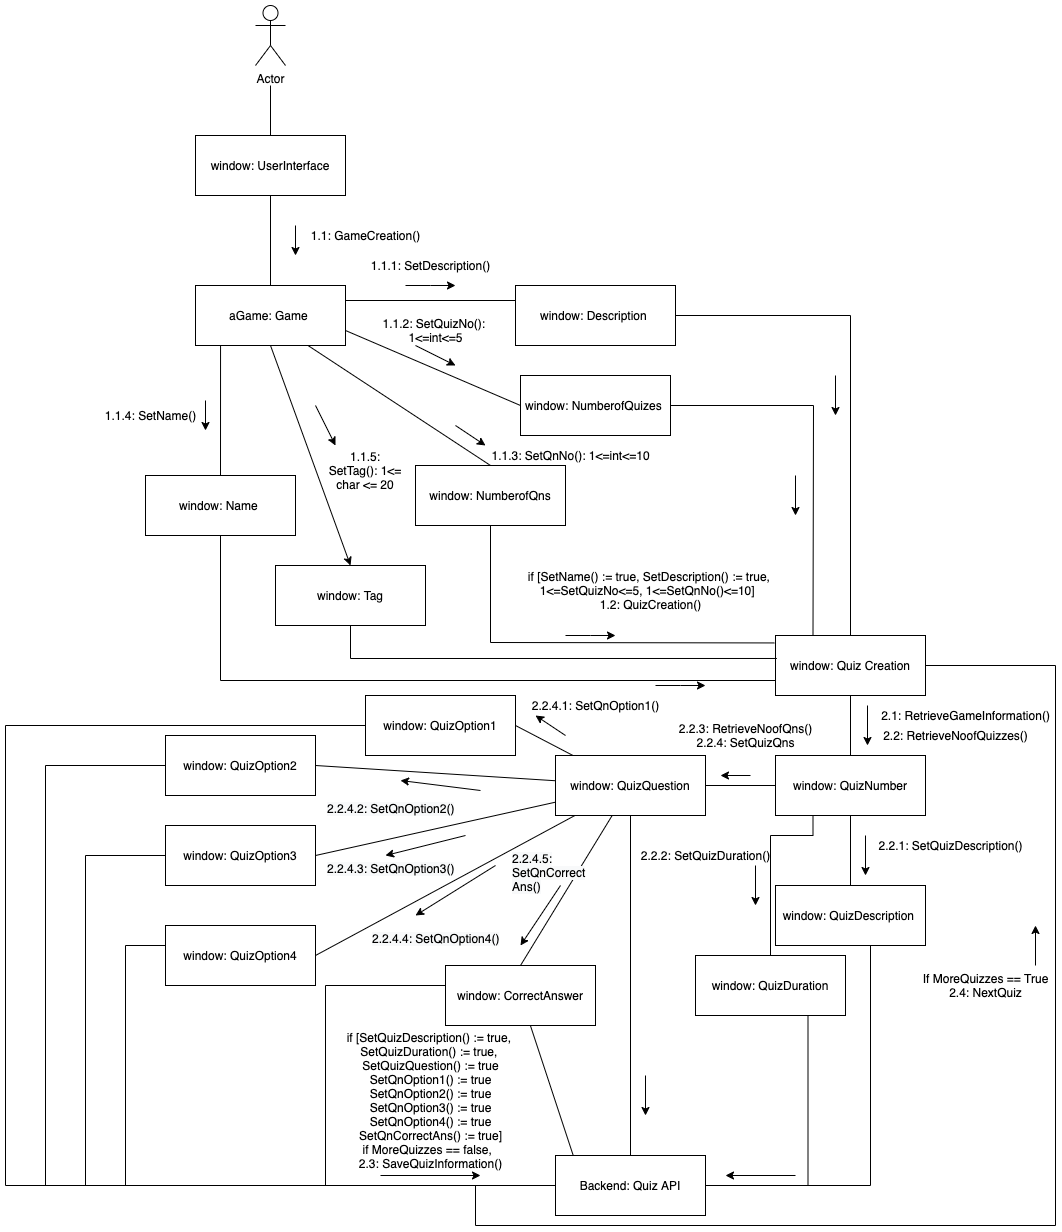 Actor
window: UserInterface
1.1: GameCreation()
1.1.1: SetDescription()
aGame: Game
window: Description
1.1.2: SetQuizNo():
1<=int<=5
window: NumberofQuizes
1.1.4: SetName()
1.1.5:
SetTag(): 1<=
char <= 20
1.1.3: SetQnNo(): 1<=int<=10
window: Name
window: NumberofQns
window: Tag
if [SetName() := true, SetDescription() := true,
1<=SetQuizNo<=5, 1<=SetQnNo()<=10]
1.2: QuizCreation()
window: Quiz Creation
2.2.4.1: SetQnOption1()
window: QuizOption1
2.2.3: RetrieveNoofQns()
2.2.4: SetQuizQns
2.1: RetrieveGameInformation()
2.2: RetrieveNoofQuizzes()
window: QuizOption2
window: QuizQuestion
window: QuizNumber
2.2.4.2: SetQnOption2()
window: QuizOption3
2.2.4.3: SetQnOption3()
2.2.4.5:
SetQnCorrect
Ans()
2.2.2: SetQuizDuration()
2.2.1: SetQuizDescription()
window: QuizDescription
2.2.4.4: SetQnOption4()
window: QuizOption4
window: CorrectAnswer
window: QuizDuration
If MoreQuizzes == True
2.4: NextQuiz
if [SetQuizDescription() := true,
SetQuizDuration() := true,
SetQuizQuestion() := true
SetQnOption1() := true
SetQnOption2() := true
SetQnOption3() := true
SetQnOption4() := true
SetQnCorrectAns() := true]
if MoreQuizzes == false,
2.3: SaveQuizInformation()
Backend: Quiz API